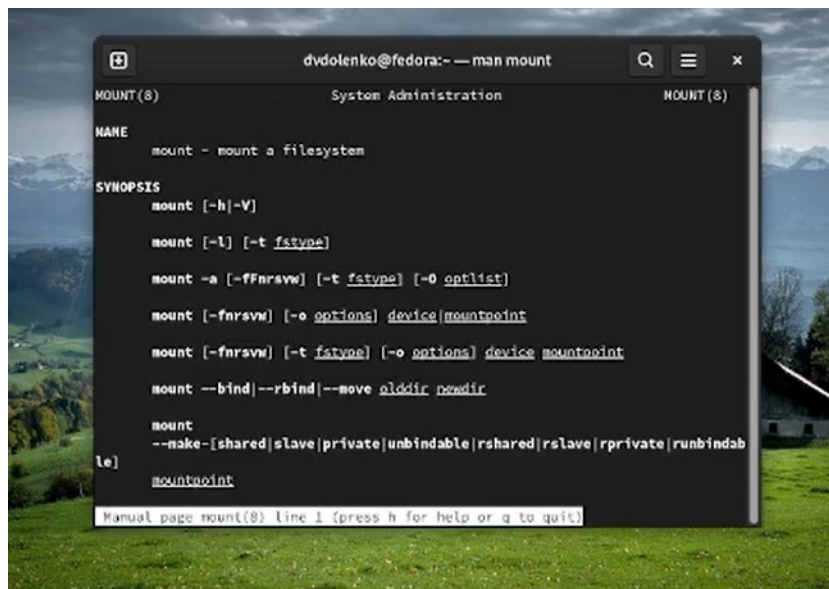 dvdolenko@fedora:~ — man mount
MOUNT(8) System Administration MOUNT(8)
NAME
mount - mount a filesystem
SYNOPSIS
mount [-h|-V]
mount [-l] [-t fstype]
mount -a [-fFnrsvw] [-t fstype] [-O optlist]
mount [-fnrsvw] [-o options] device|mountpoint
mount [-fnrsvw] [-t fstype] [-o options] device mountpoint
mount --bind|--rbind|--move olddir newdir
mount
--make-[shared|slave|private|unbindable|rshared|rslave|rprivate|runbindab
le]
mountpoint
Manual page mount(8) line 1 (press h for help or q to quit)